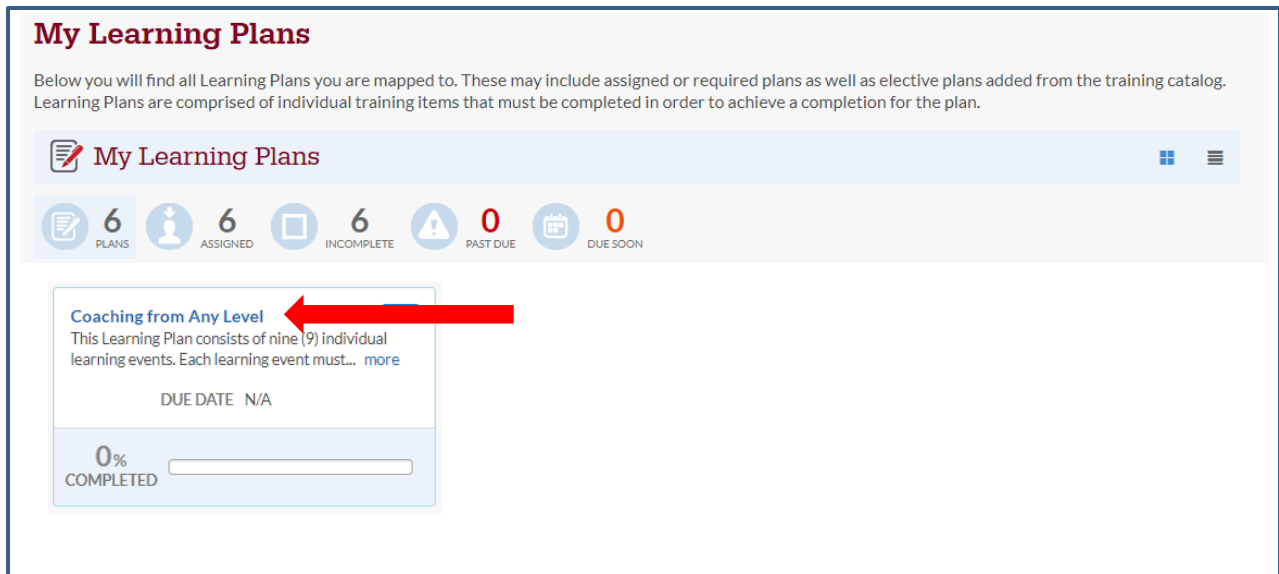 My Learning Plans
Below you will find all Learning Plans you are mapped to. These may include assigned or required plans as well as elective plans added from the training catalog.
Learning Plans are comprised of individual training items that must be completed in order to achieve a completion for the plan.
My Learning Plans
6 PLANS 6 ASSIGNED 6 INCOMPLETE 0 PAST DUE 0 DUE SOON
Coaching from Any Level
This Learning Plan consists of nine (9) individual
learning events. Each learning event must... more
DUE DATE N/A
0%
COMPLETED